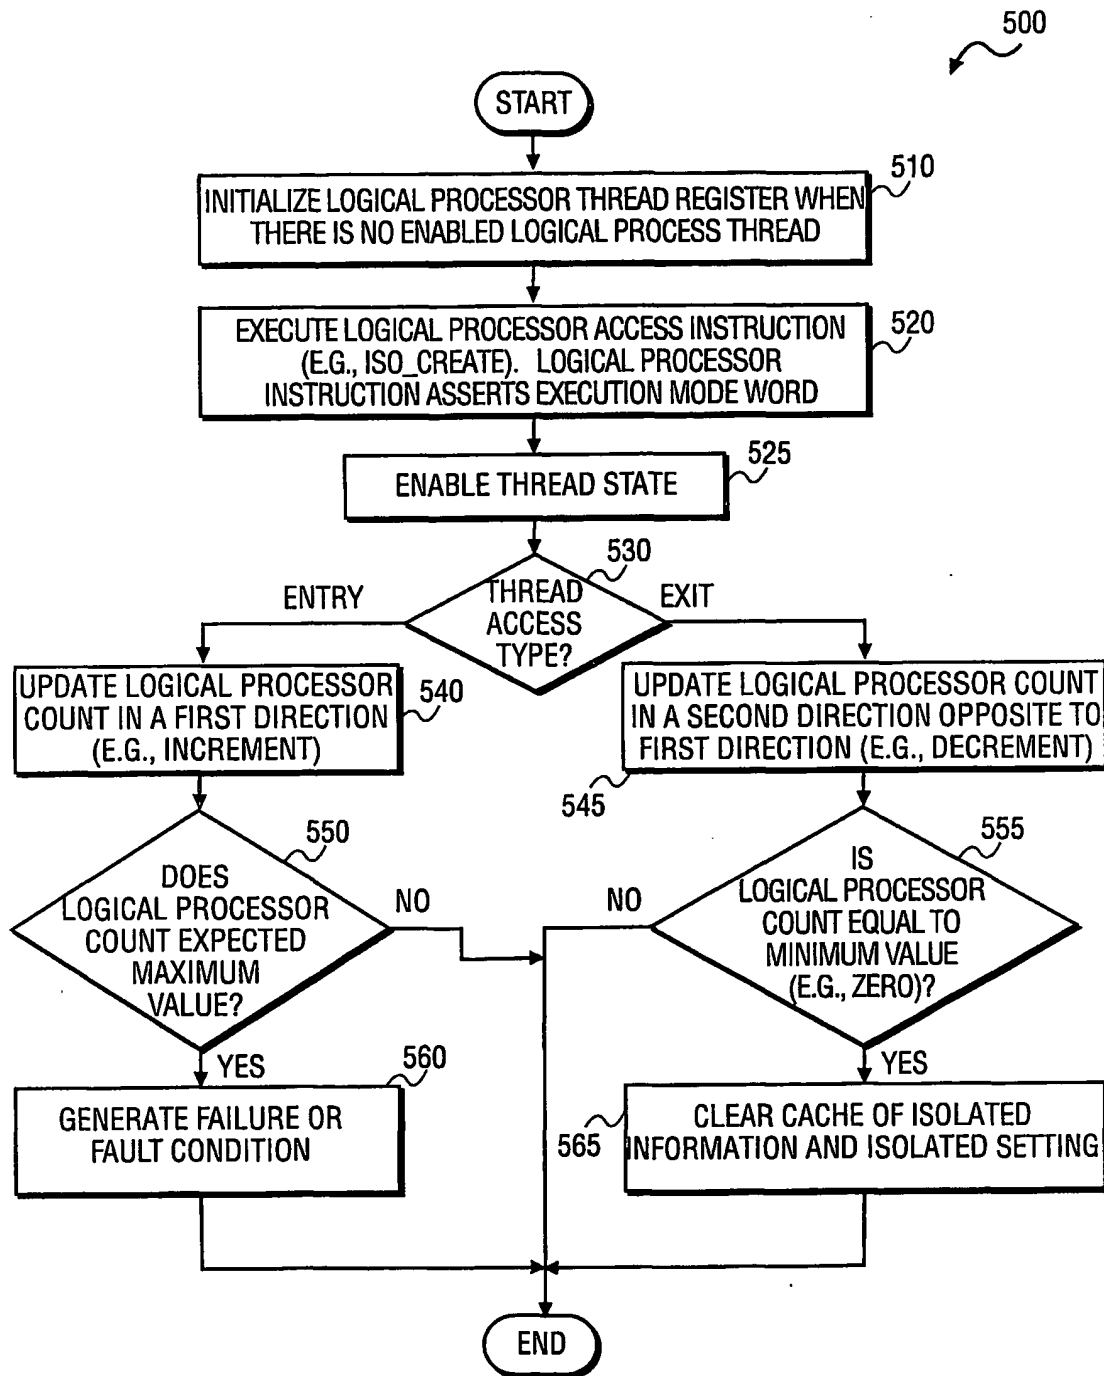 500
START
510
INITIALIZE LOGICAL PROCESSOR THREAD REGISTER WHEN
THERE IS NO ENABLED LOGICAL PROCESS THREAD
520
EXECUTE LOGICAL PROCESSOR ACCESS INSTRUCTION
(E.G., ISO_CREATE). LOGICAL PROCESSOR
INSTRUCTION ASSERTS EXECUTION MODE WORD
525
ENABLE THREAD STATE
530
THREAD
ACCESS
TYPE?
ENTRY
EXIT
UPDATE LOGICAL PROCESSOR
COUNT IN A FIRST DIRECTION
(E.G., INCREMENT)
540
UPDATE LOGICAL PROCESSOR COUNT
IN A SECOND DIRECTION OPPOSITE TO
FIRST DIRECTION (E.G., DECREMENT)
545
550
DOES
LOGICAL PROCESSOR
COUNT EXPECTED
MAXIMUM
VALUE?
NO
555
IS
LOGICAL PROCESSOR
COUNT EQUAL TO
MINIMUM VALUE
(E.G., ZERO)?
NO
YES
560
GENERATE FAILURE OR
FAULT CONDITION
YES
565
CLEAR CACHE OF ISOLATED
INFORMATION AND ISOLATED SETTING
END